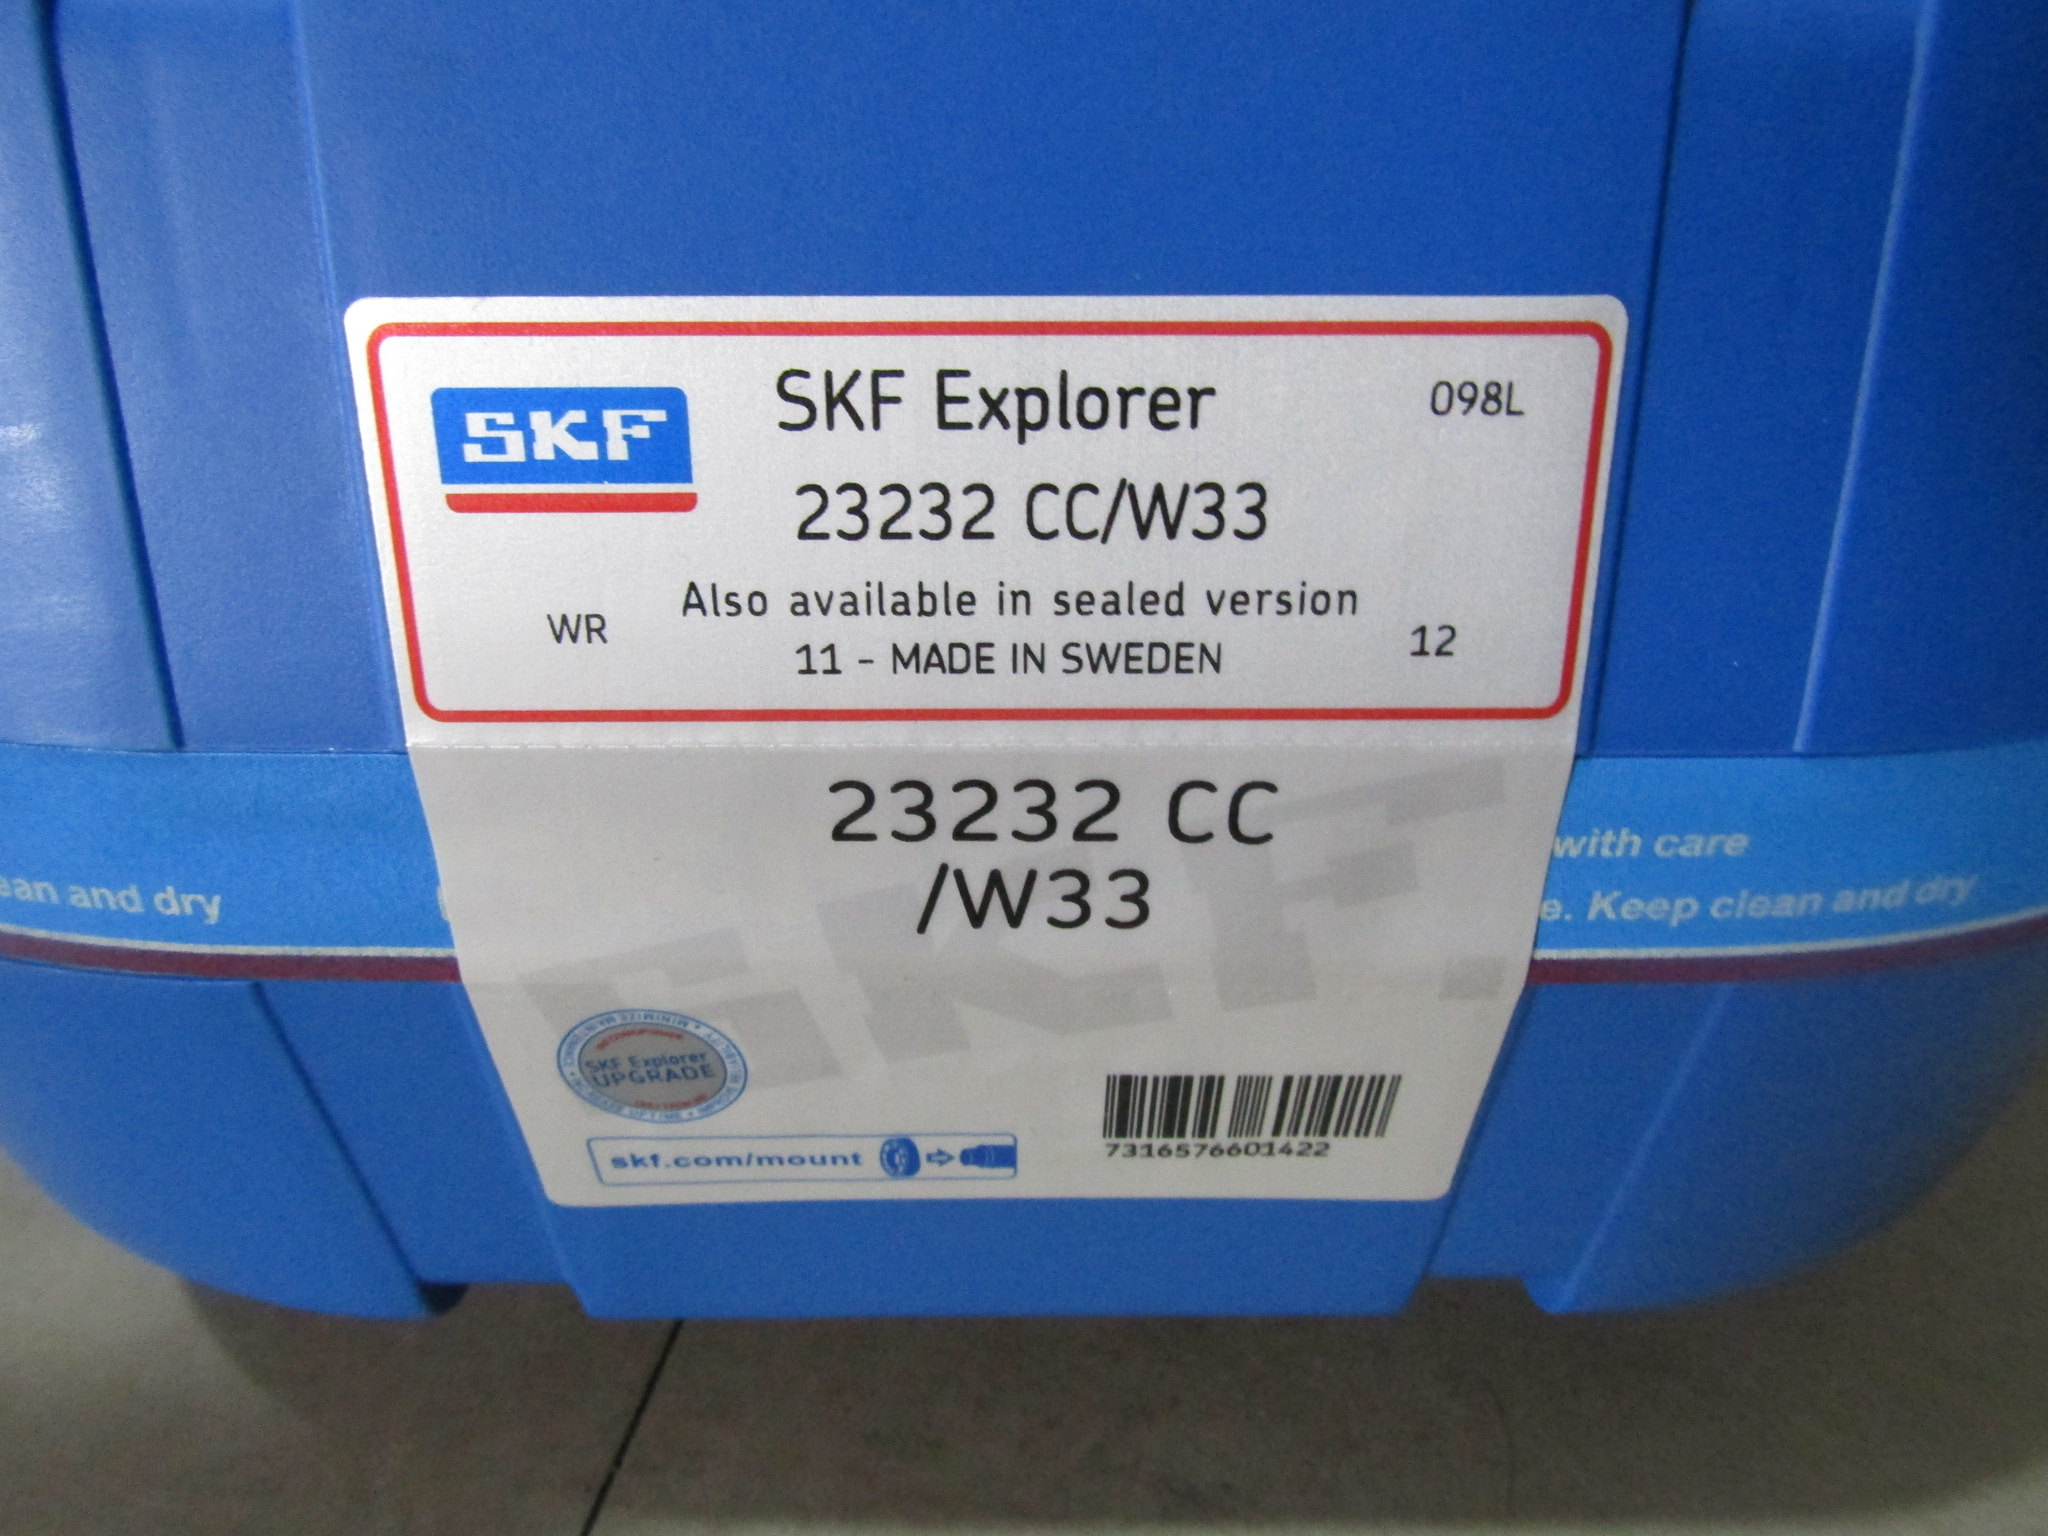 SKF
SKF Explorer
098L
23232 CC/W33
Also available in sealed version
WR
11 - MADE IN SWEDEN
12
23232 CC
/W33
with care
ean and dry
e. Keep clean and dry
SKF
SKF Explorer
UPGRADE
skf.com/mount
7316576601422